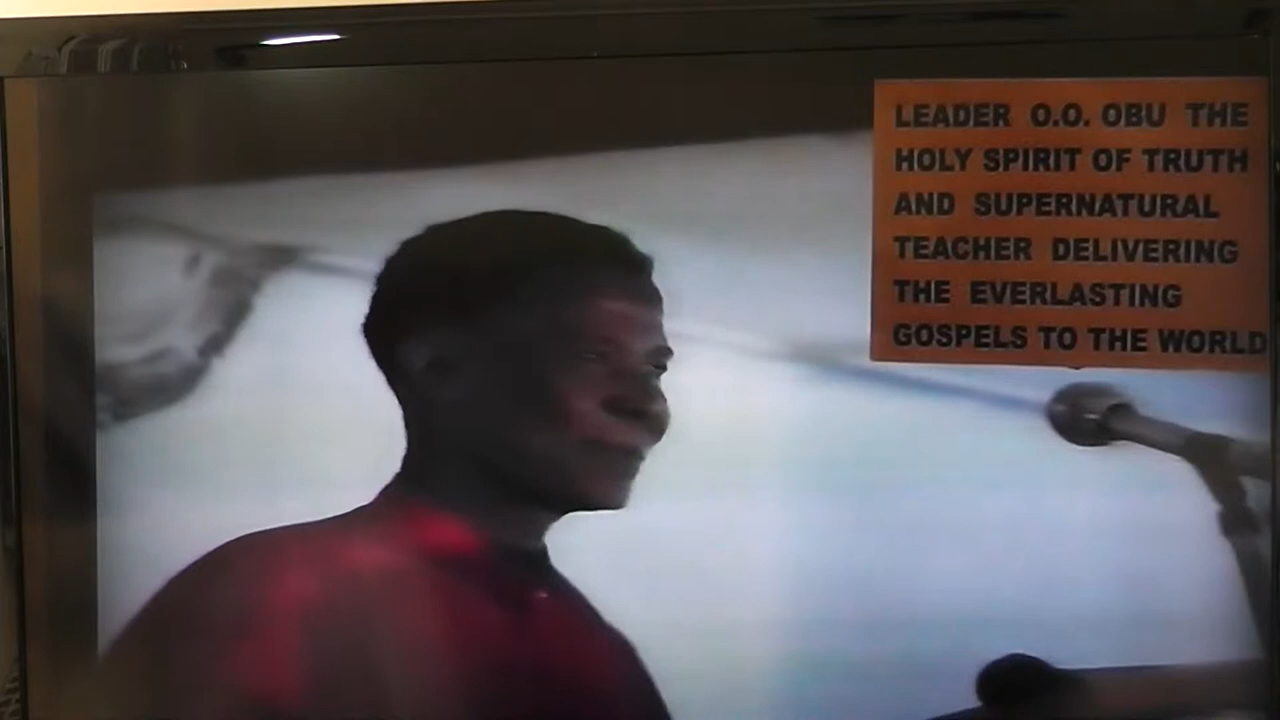 LEADER O.O. OBU THE
HOLY SPIRIT OF TRUTH
AND SUPERNATURAL
TEACHER DELIVERING
THE EVERLASTING
GOSPELS TO THE WORLD